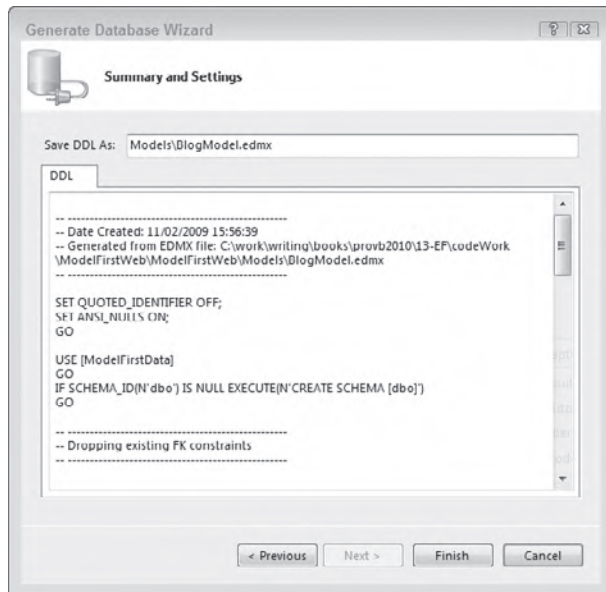 Generate Database Wizard
Summary and Settings
Save DDL As: Models\BlogModel.edmx
DDL
-- --------------------------------------------------
-- Date Created: 11/02/2009 15:56:39
-- Generated from EDMX file: C:\work\writing\books\provb2010\13-EF\codeWork
\ModelFirstWeb\ModelFirstWeb\Models\BlogModel.edmx
-- --------------------------------------------------
SET QUOTED_IDENTIFIER OFF;
SET ANSI_NULLS ON;
GO
USE [ModelFirstData]
GO
IF SCHEMA_ID(N'dbo') IS NULL EXECUTE(N'CREATE SCHEMA [dbo]')
GO
-- --------------------------------------------------
-- Dropping existing FK constraints
-- --------------------------------------------------
< Previous Next > Finish Cancel